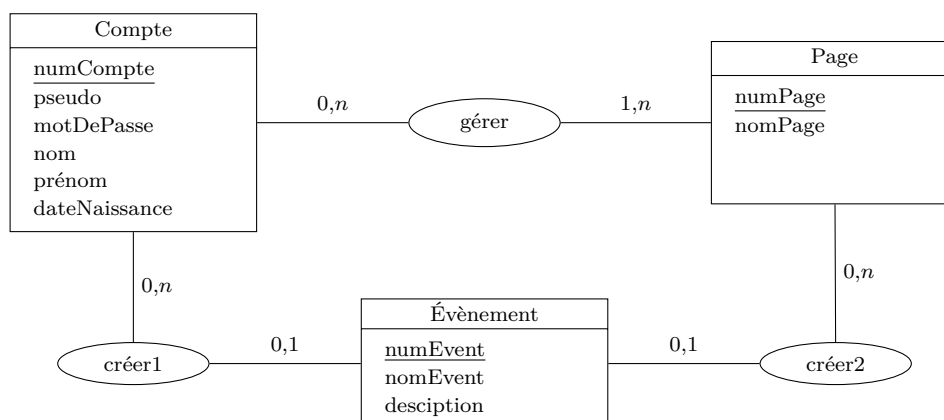 Compte
numCompte
pseudo
motDePasse
nom
prénom
dateNaissance
0,n
gérer
1,n
Page
numPage
nomPage
0,n
0,n
créer1
0,1
Évènement
numEvent
nomEvent
desciption
0,1
créer2